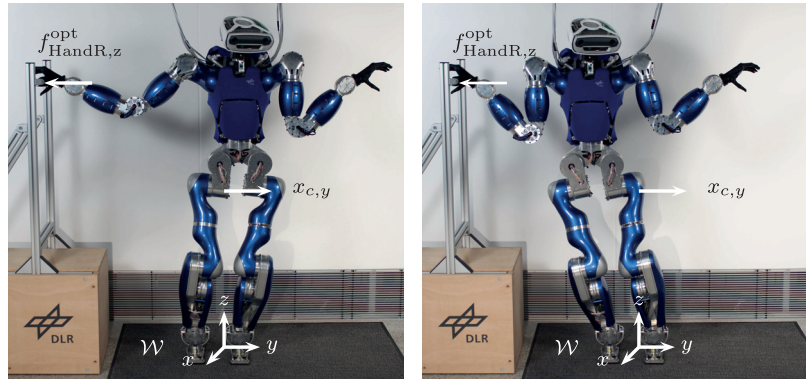 f^opt_HandR,z
x_c,y
z
W
x
y
DLR
f^opt_HandR,z
x_c,y
z
W
x
y
DLR